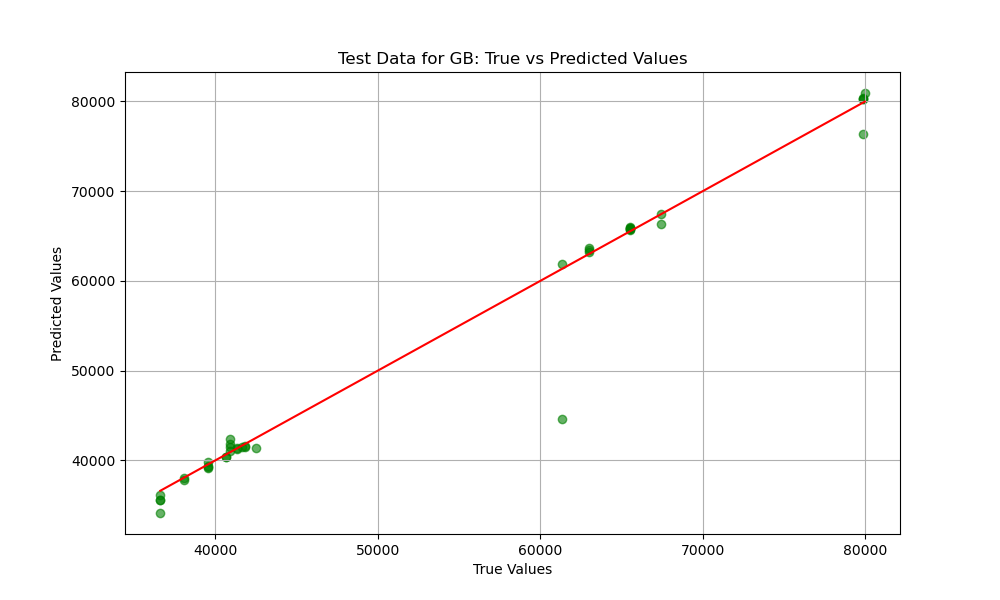 Test Data for GB: True vs Predicted Values
80000
70000
60000
50000
40000
Predicted Values
40000 50000 60000 70000 80000
True Values